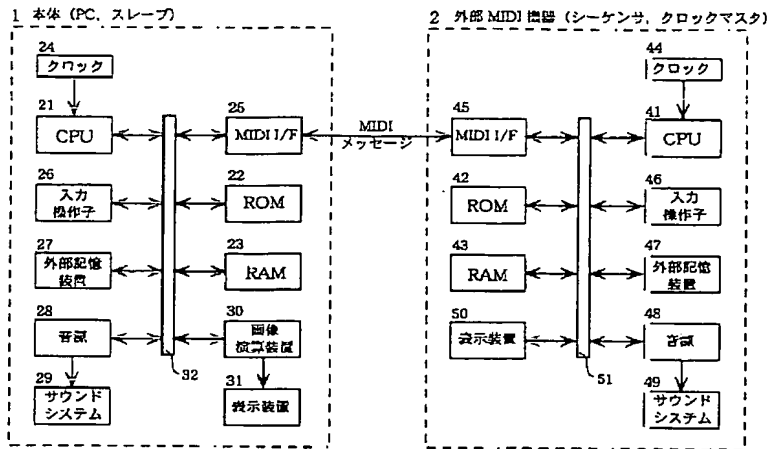 1 本体 (PC, スレーブ)
24
クロック
21
CPU
25
MIDI I/F
26
入力
操作子
22
ROM
27
外部記憶
装置
23
RAM
28
音源
30
画像
演算装置
29
サウンド
システム
32
31
表示装置
MIDI
メッセージ
2 外部 MIDI 機器 (シーケンサ, クロックマスタ)
44
クロック
45
MIDI I/F
41
CPU
42
ROM
46
入力
操作子
43
RAM
47
外部記憶
装置
50
表示装置
48
音源
51
49
サウンド
システム